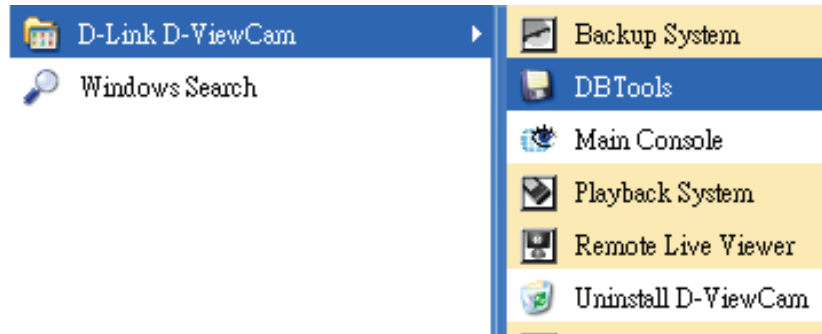 D-Link D-ViewCam
Windows Search
Backup System
DBTools
Main Console
Playback System
Remote Live Viewer
Uninstall D-ViewCam